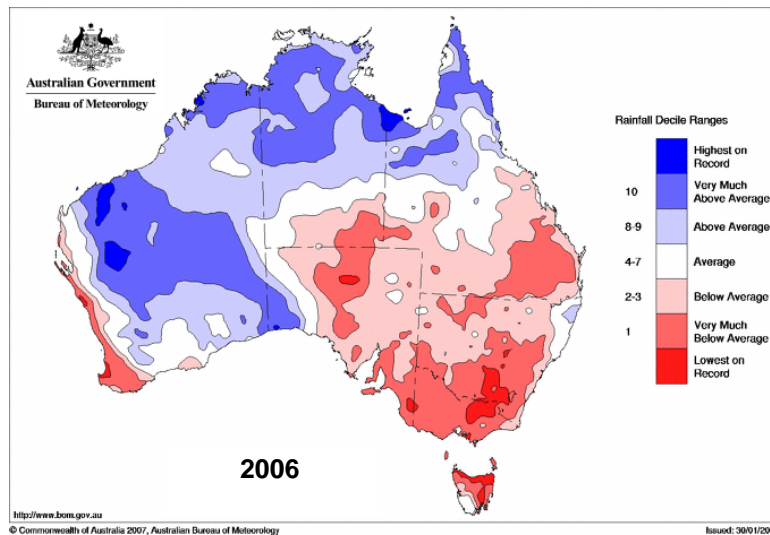 Australian Government
Bureau of Meteorology
Rainfall Decile Ranges
Highest on
Record
10
Very Much
Above Average
8-9
Above Average
4-7
Average
2-3
Below Average
1
Very Much
Below Average
Lowest on
Record
2006
http://www.bom.gov.au
© Commonwealth of Australia 2007, Australian Bureau of Meteorology
Issued: 30/01/20